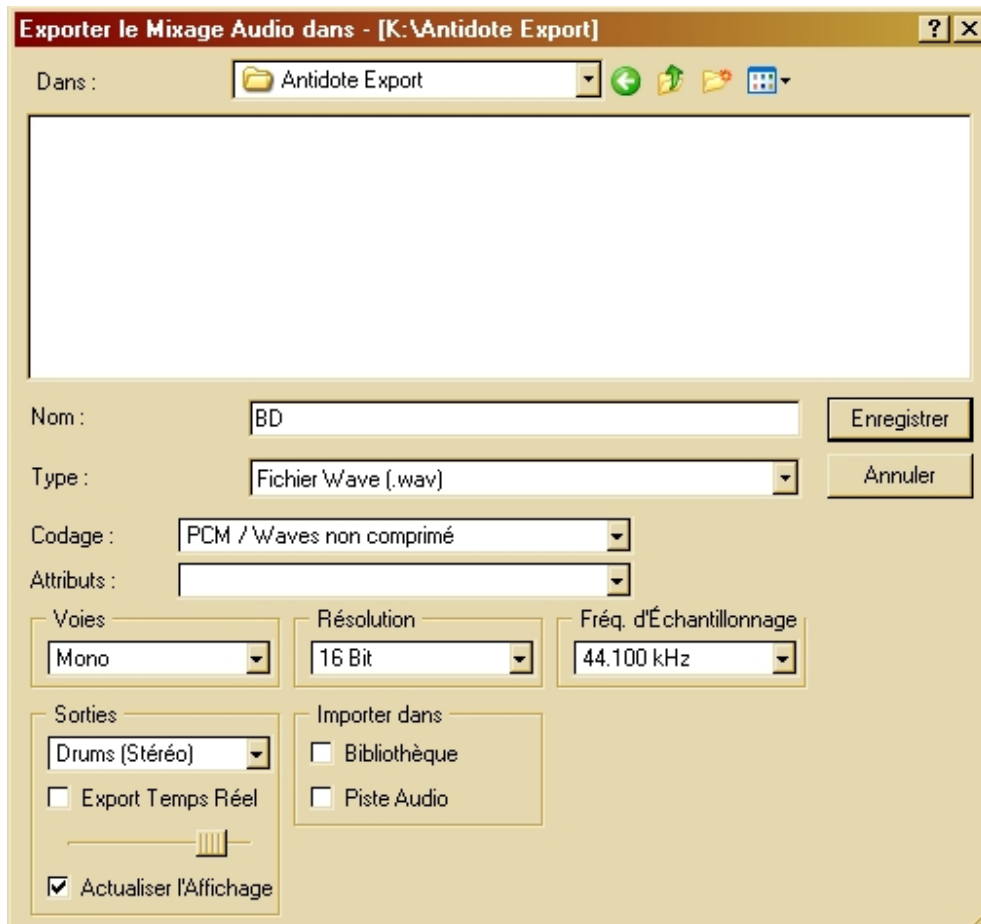 Exporter le Mixage Audio dans - [K:\Antidote Export]
Dans :
Antidote Export
Nom :
BD
Enregistrer
Type :
Fichier Wave (.wav)
Annuler
Codage :
PCM / Waves non comprimé
Attributs :
Voies
Mono
Résolution
16 Bit
Fréq. d'Échantillonnage
44.100 kHz
Sorties
Drums (Stéréo)
Export Temps Réel
Actualiser l'Affichage
Importer dans
Bibliothèque
Piste Audio